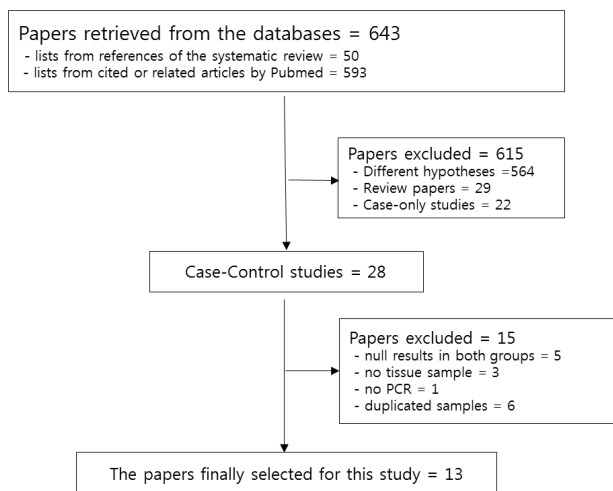 Papers retrieved from the databases = 643
- lists from references of the systematic review = 50
- lists from cited or related articles by Pubmed = 593
Papers excluded = 615
- Different hypotheses =564
- Review papers = 29
- Case-only studies = 22
Case-Control studies = 28
Papers excluded = 15
- null results in both groups = 5
- no tissue sample = 3
- no PCR = 1
- duplicated samples = 6
The papers finally selected for this study = 13